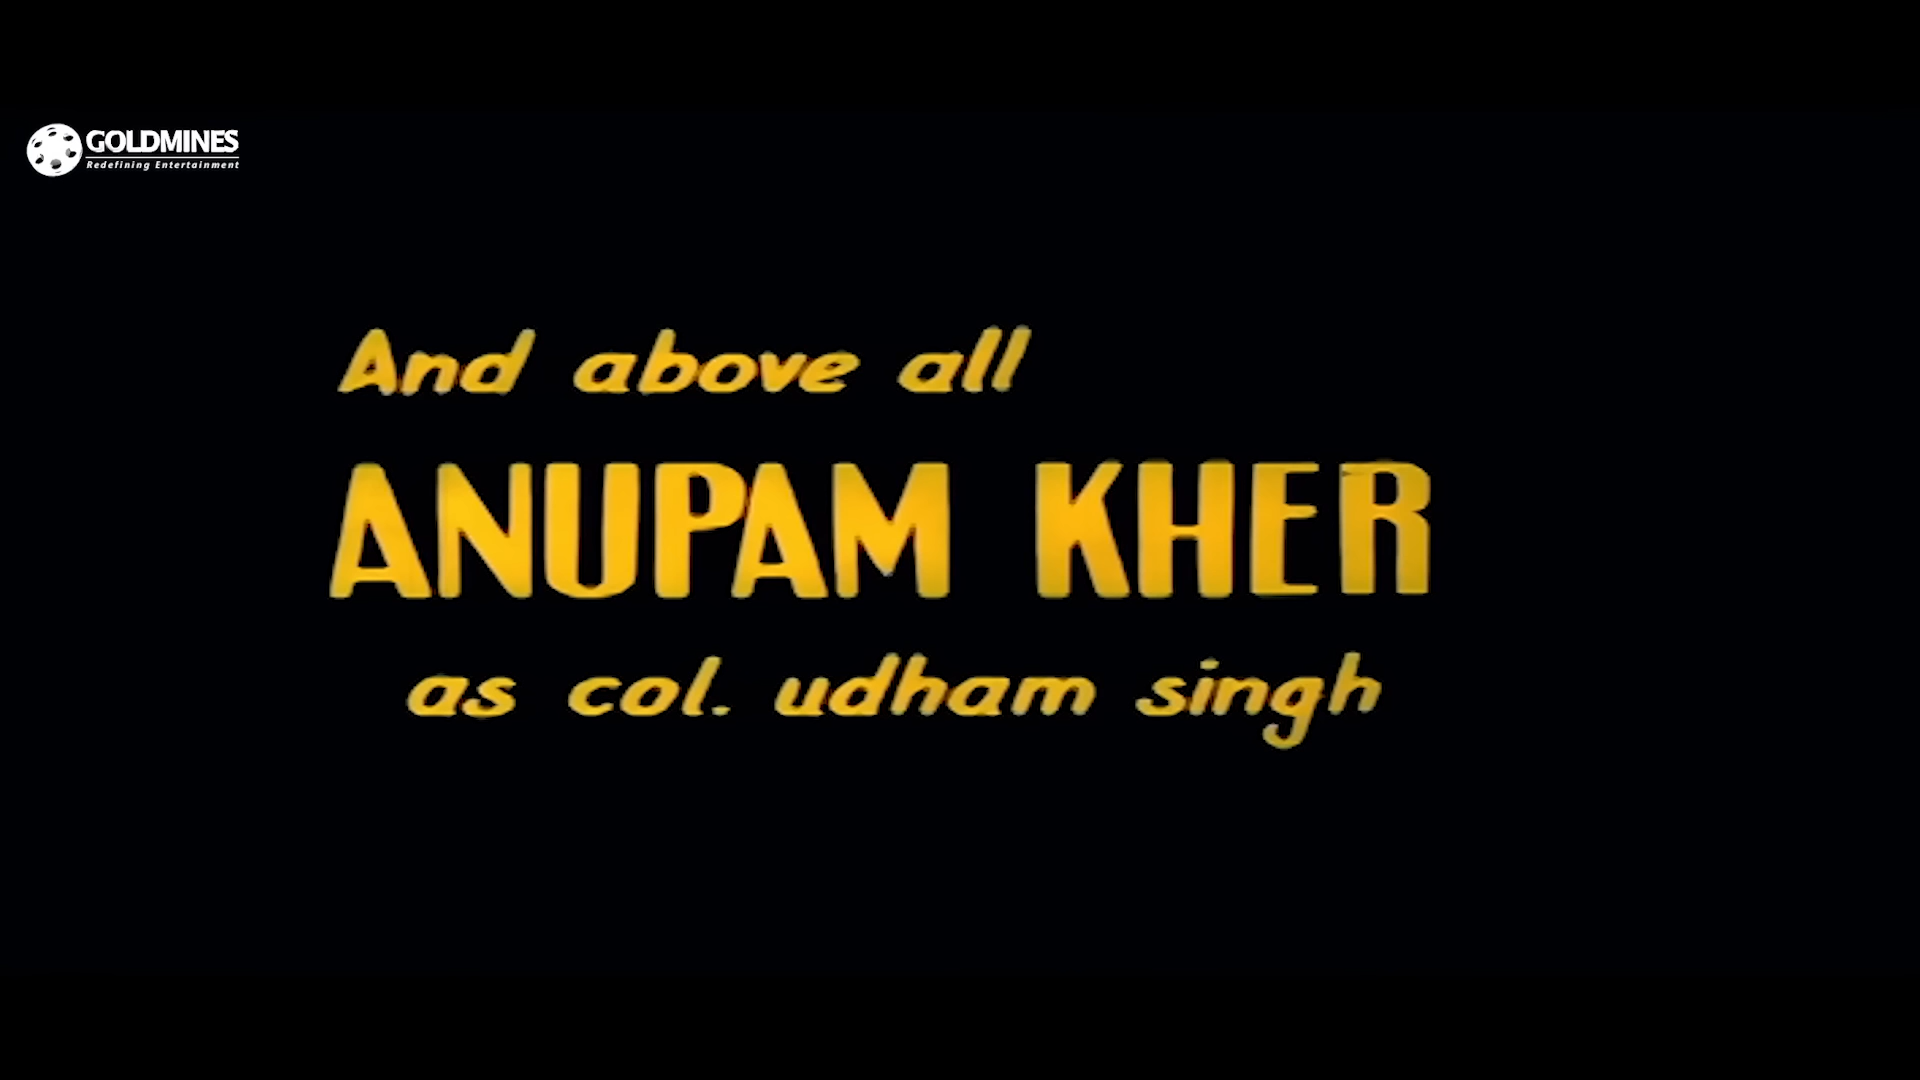 GOLDMINES
Redefining Entertainment
And above all
ANUPAM KHER
as col. udham singh